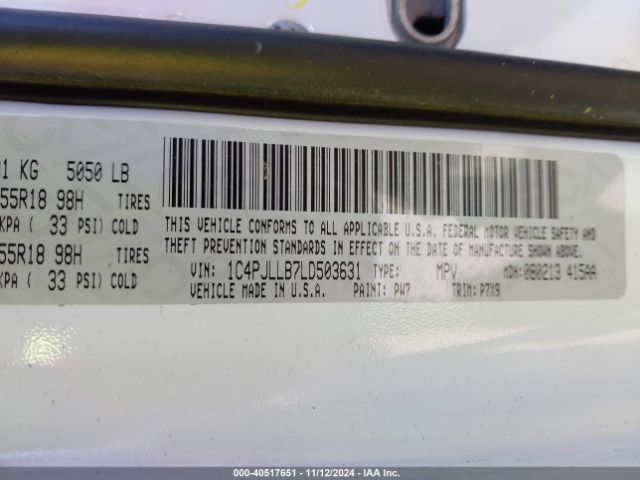 1 KG 5050 LB
55R18 98H TIRES
KPA ( 33 PSI) COLD
55R18 98H TIRES
KPA ( 33 PSI) COLD
THIS VEHICLE CONFORMS TO ALL APPLICABLE U.S.A. FEDERAL MOTOR VEHICLE SAFETY AND
THEFT PREVENTION STANDARDS IN EFFECT ON THE DATE OF MANUFACTURE SHOWN ABOVE.
VIN: 1C4PJLLB7LD503631 TYPE: MPV MDH: 080213 415AA
VEHICLE MADE IN U.S.A. PAINT: PW7 TRIM: P7X9
000-40517651 - 11/12/2024 - IAA Inc.